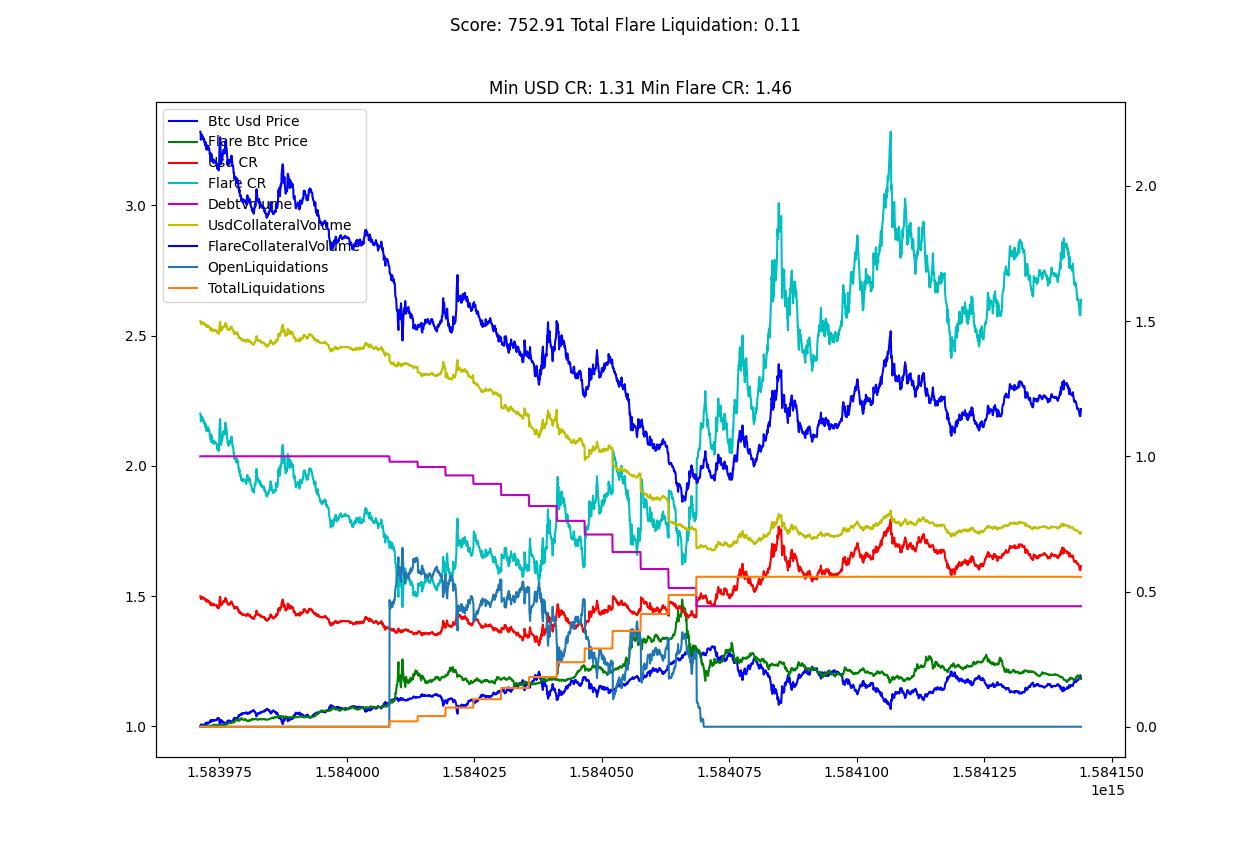 Score: 752.91 Total Flare Liquidation: 0.11
Min USD CR: 1.31 Min Flare CR: 1.46
Btc Usd Price
Flare Btc Price
Usd CR
Flare CR
DebtVolume
UsdCollateralVolume
FlareCollateralVolume
OpenLiquidations
TotalLiquidations
3.0
2.5
2.0
1.5
1.0
2.0
1.5
1.0
0.5
0.0
1.583975 1.584000 1.584025 1.584050 1.584075 1.584100 1.584125 1.584150
1e15